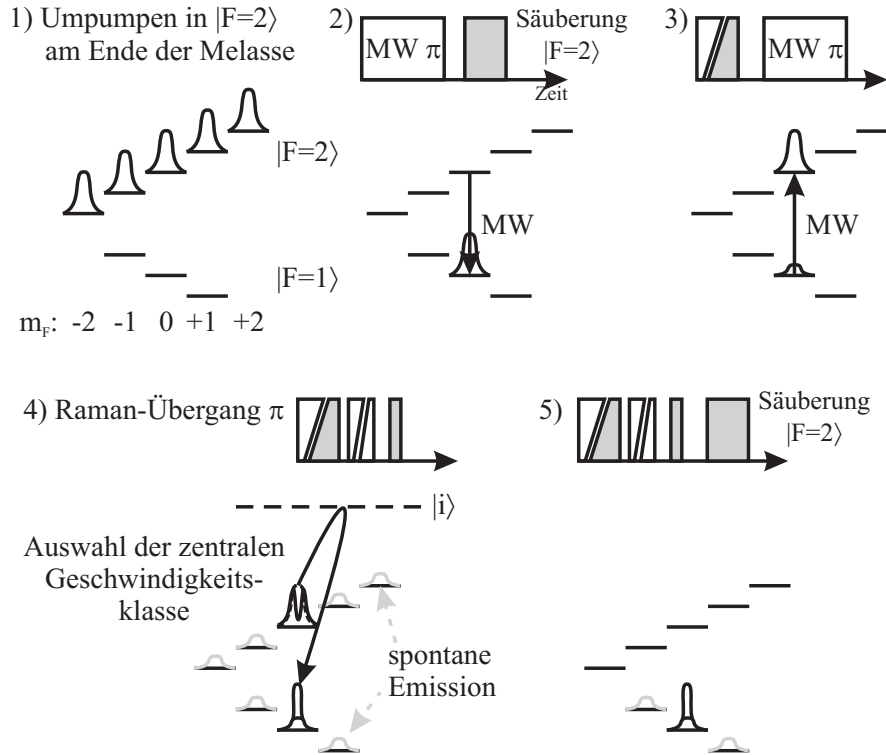 1) Umpumpen in |F=2⟩
am Ende der Melasse
|F=2⟩
|F=1⟩
m_F: -2 -1 0 +1 +2
2)
MW π
Säuberung
|F=2⟩
Zeit
MW
3)
MW π
MW
4) Raman-Übergang π
|i⟩
Auswahl der zentralen
Geschwindigkeits-
klasse
spontane
Emission
5)
Säuberung
|F=2⟩